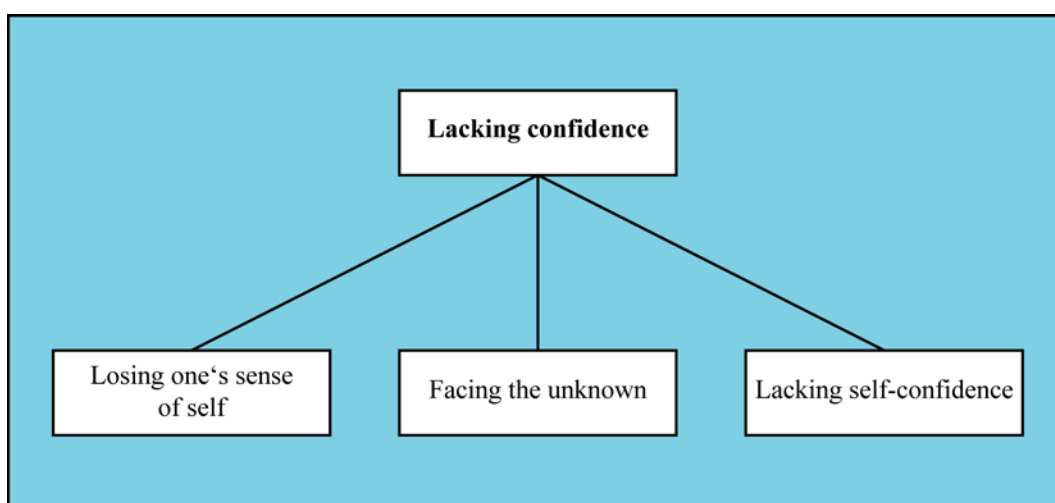 Lacking confidence
Losing one‘s sense
of self
Facing the unknown
Lacking self-confidence